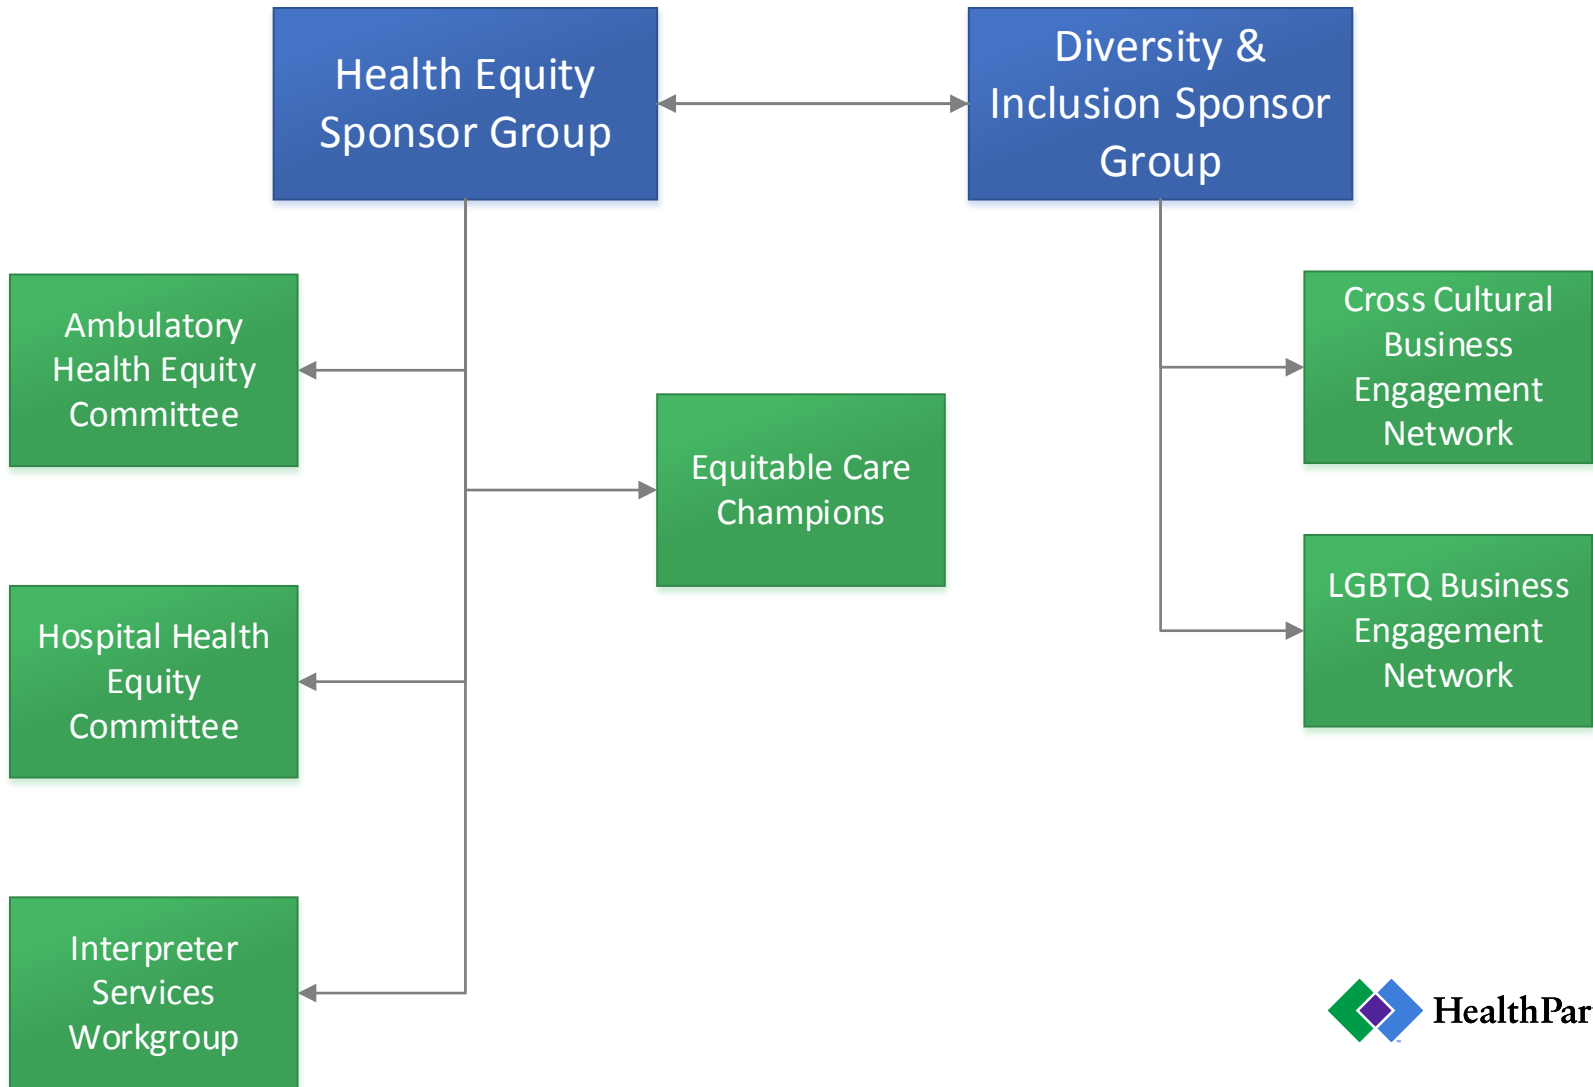 Health Equity
Sponsor Group
Diversity &
Inclusion Sponsor
Group
Ambulatory
Health Equity
Committee
Cross Cultural
Business
Engagement
Network
Equitable Care
Champions
Hospital Health
Equity
Committee
LGBTQ Business
Engagement
Network
Interpreter
Services
Workgroup
HealthPar